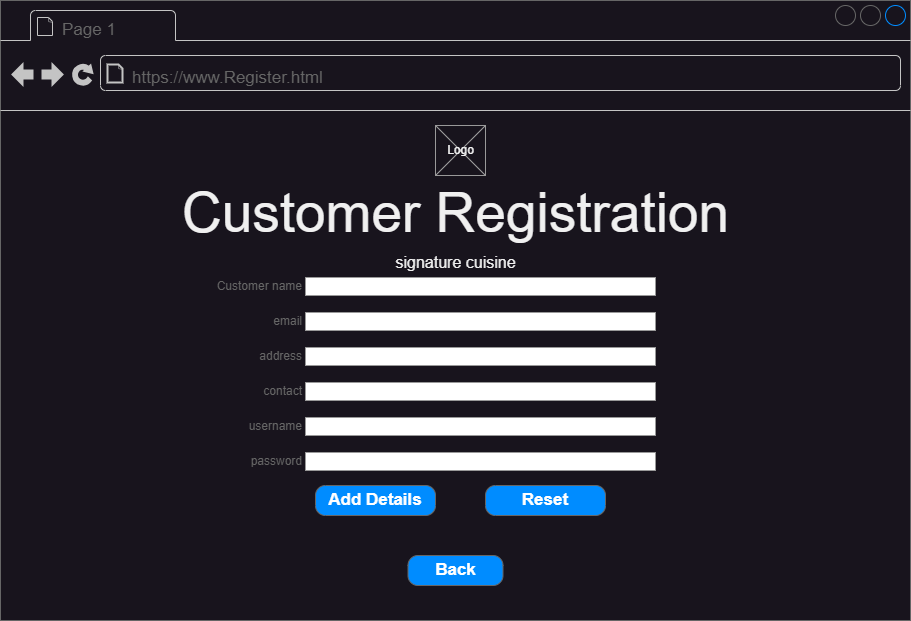 Page 1
https://www.Register.html
Logo
Customer Registration
signature cuisine
Customer name
email
address
contact
username
password
Add Details Reset
Back